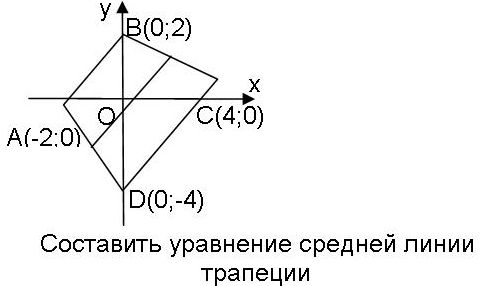 y
B(0;2)
x
O
C(4;0)
A(-2;0)
D(0;-4)
Составить уравнение средней линии
трапеции